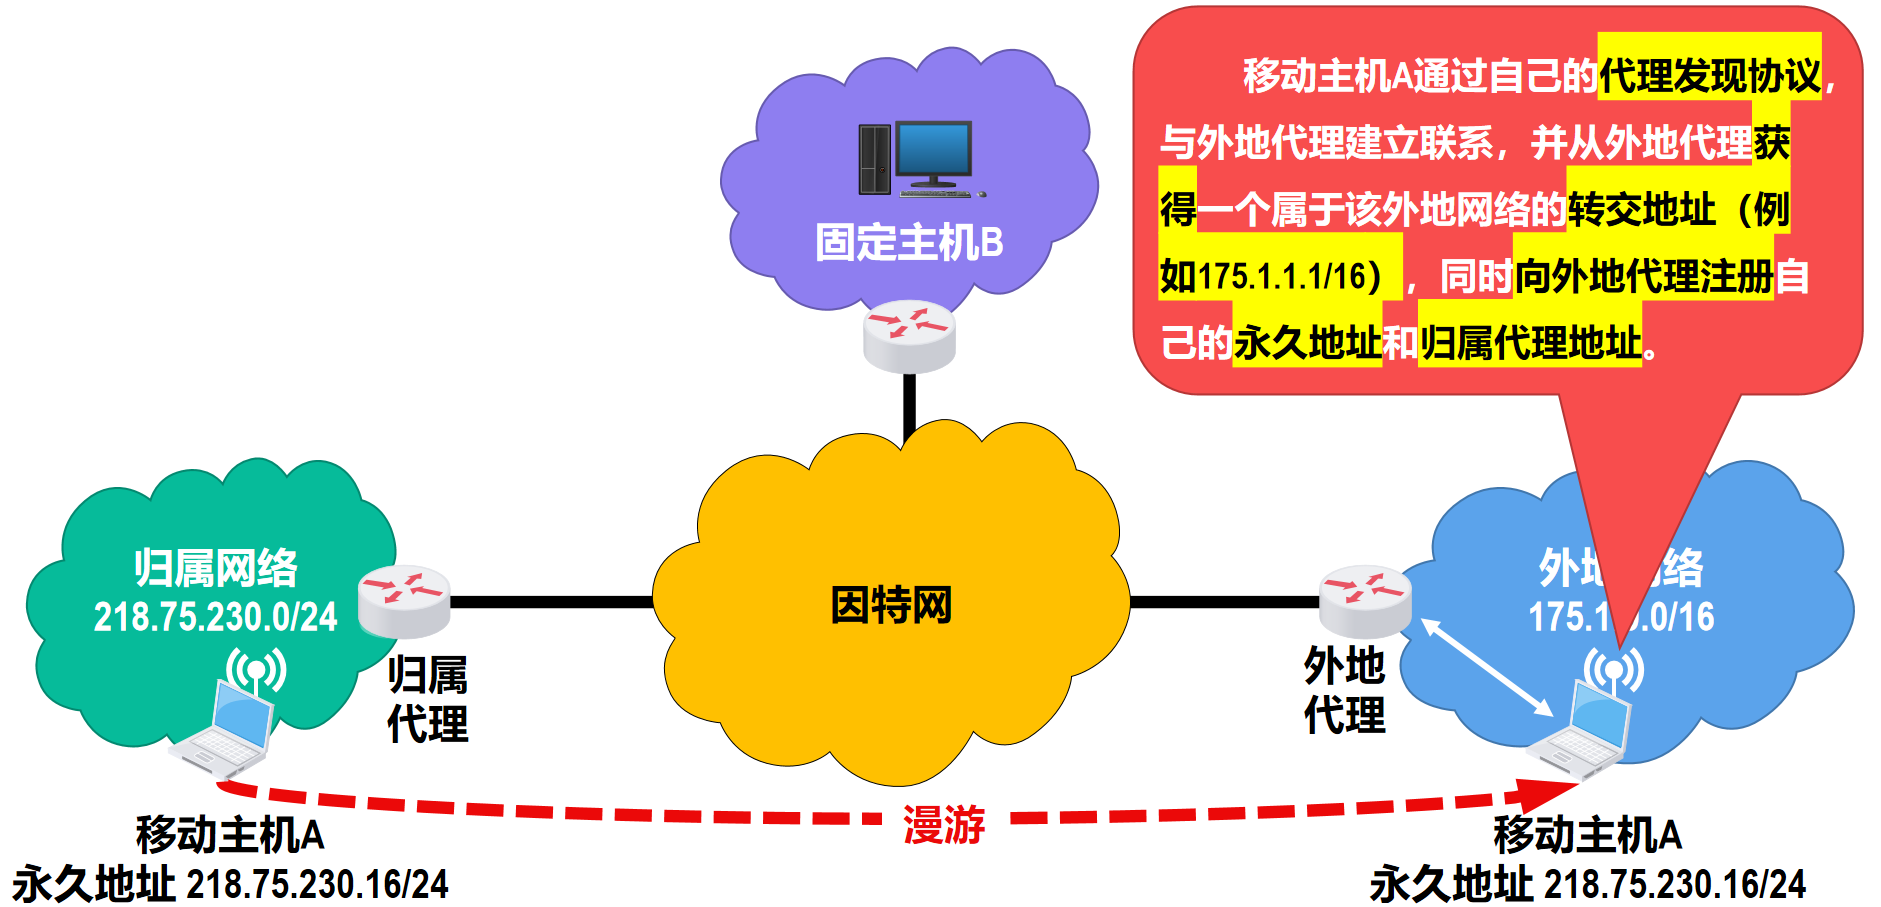 移动主机A通过自己的代理发现协议，
与外地代理建立联系，并从外地代理获
得一个属于该外地网络的转交地址（例
如175.1.1.1/16），同时向外地代理注册自
己的永久地址和归属代理地址。
固定主机B
归属网络
218.75.230.0/24
归属
代理
因特网
外地
代理
外地网络
175.1.0.0/16
漫游
移动主机A
永久地址 218.75.230.16/24
移动主机A
永久地址 218.75.230.16/24